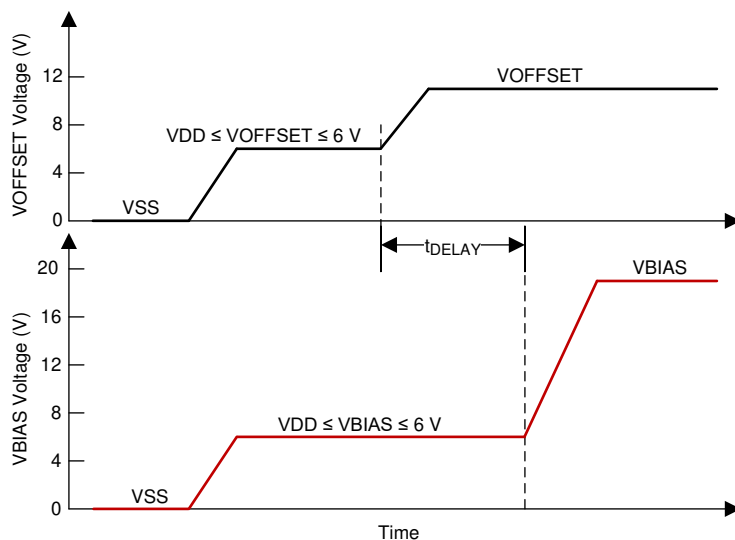 VOFFSET Voltage (V)
12
8
4
0
VOFFSET
VDD ≤ VOFFSET ≤ 6 V
VSS
tDELAY
VBIAS Voltage (V)
20
16
12
8
4
0
VBIAS
VDD ≤ VBIAS ≤ 6 V
VSS
Time